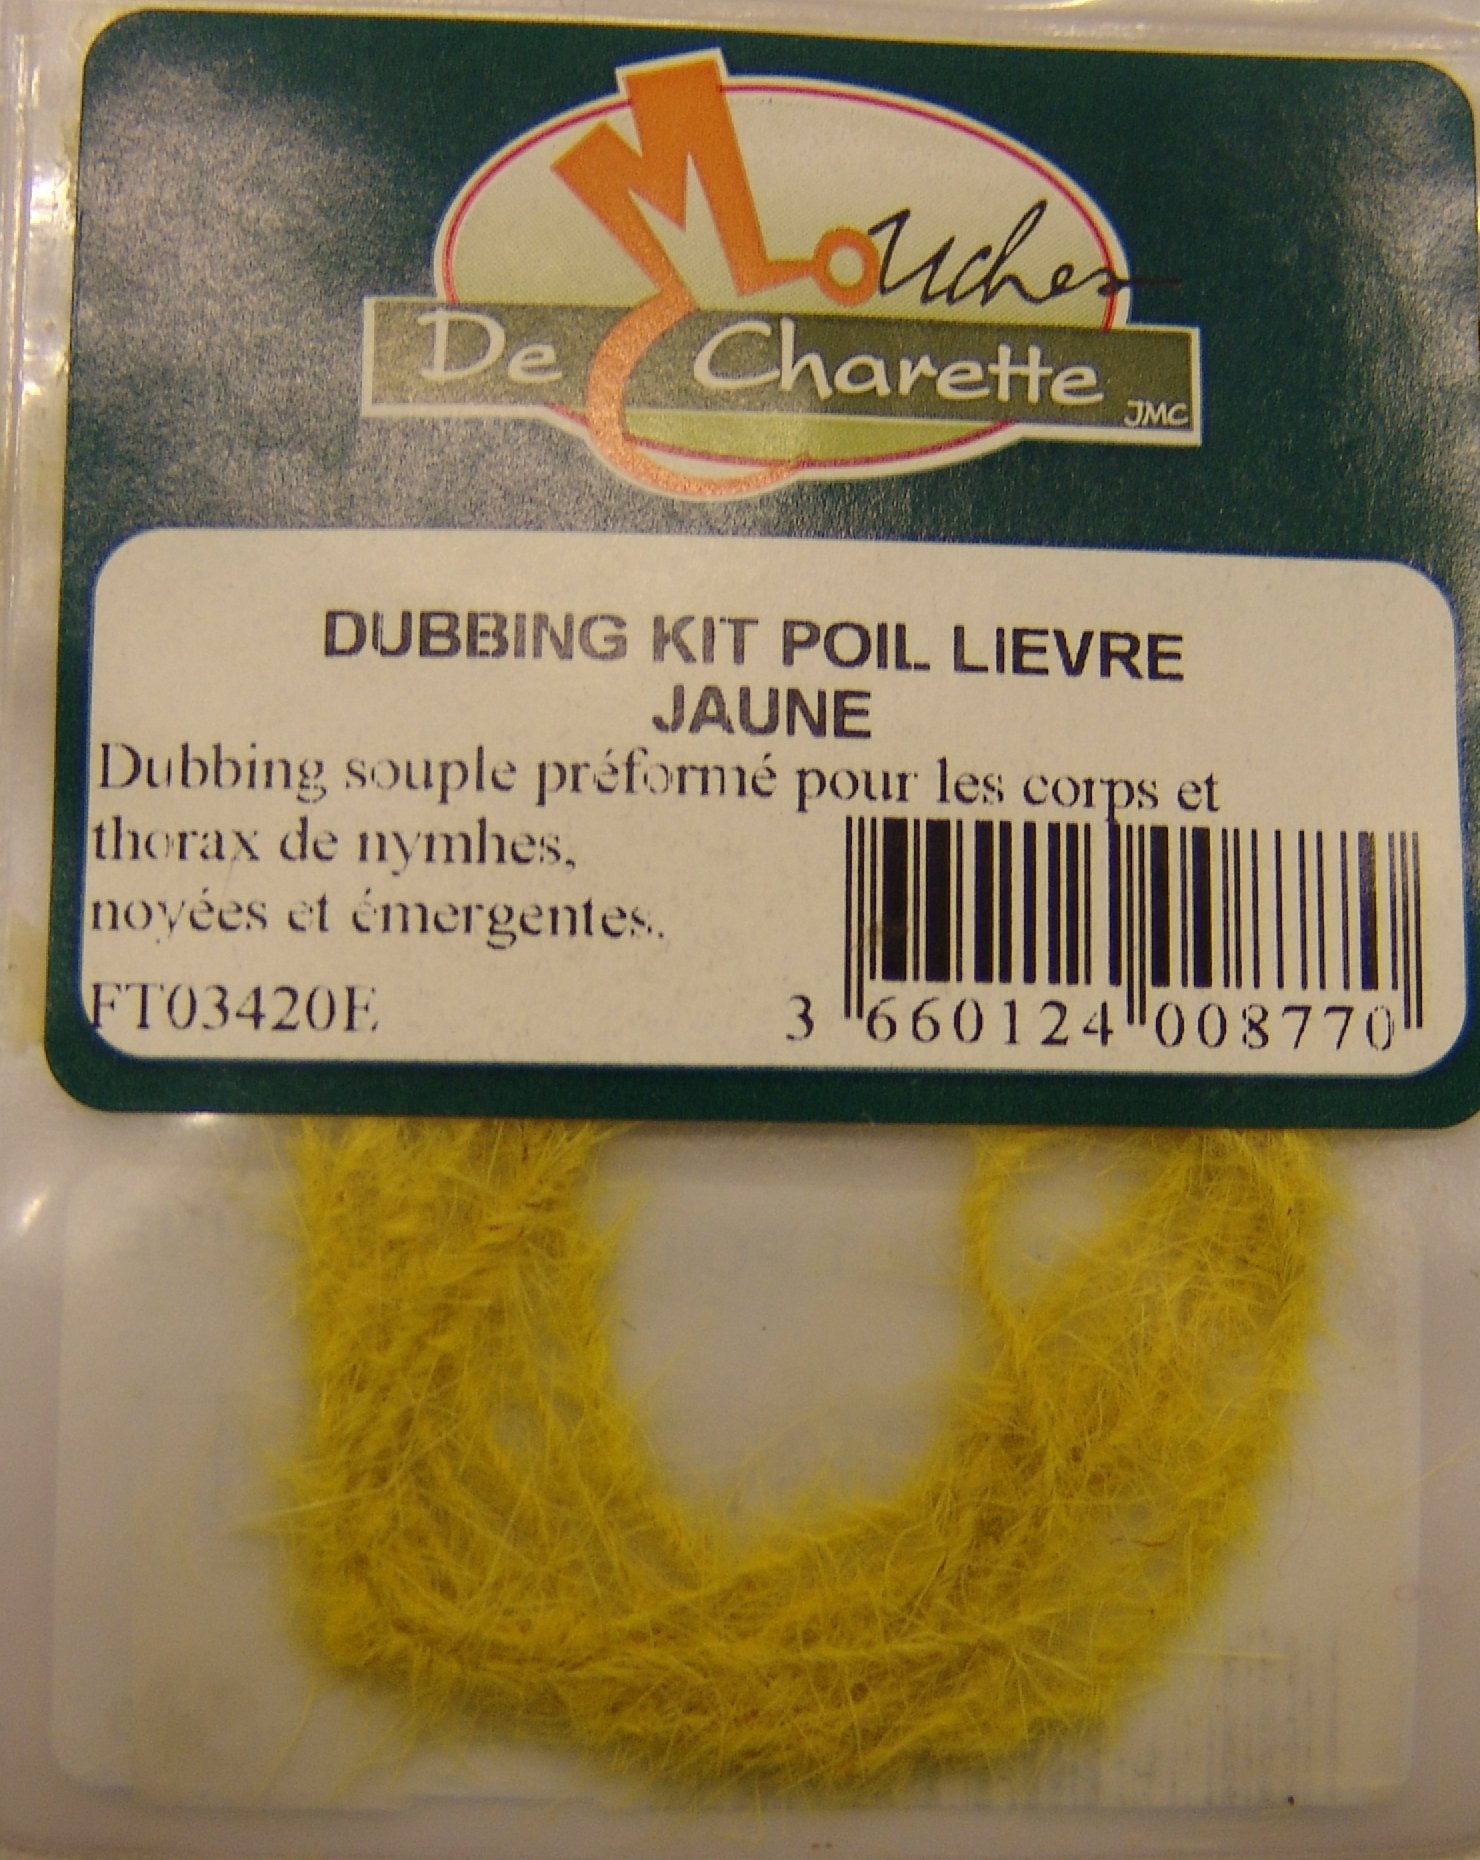 Mouches
De Charette
JMC
DUBBING KIT POIL LIEVRE
JAUNE
Dubbing souple préformé pour les corps et
thorax de nymhes,
noyées et émergentes.
FT03420E
3 660124 008770